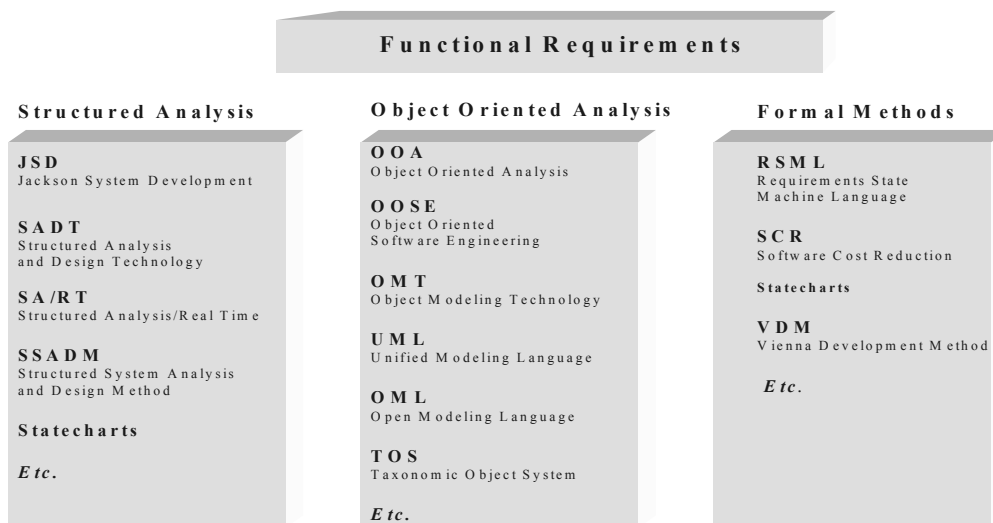 Functional Requirements
Structured Analysis
JSD
Jackson System Development
SADT
Structured Analysis
and Design Technology
SA/RT
Structured Analysis/Real Time
SSADM
Structured System Analysis
and Design Method
Statecharts
Etc.
Object Oriented Analysis
OOA
Object Oriented Analysis
OOSE
Object Oriented
Software Engineering
OMT
Object Modeling Technology
UML
Unified Modeling Language
OML
Open Modeling Language
TOS
Taxonomic Object System
Etc.
Formal Methods
RSML
Requirements State
Machine Language
SCR
Software Cost Reduction
Statecharts
VDM
Vienna Development Method
Etc.